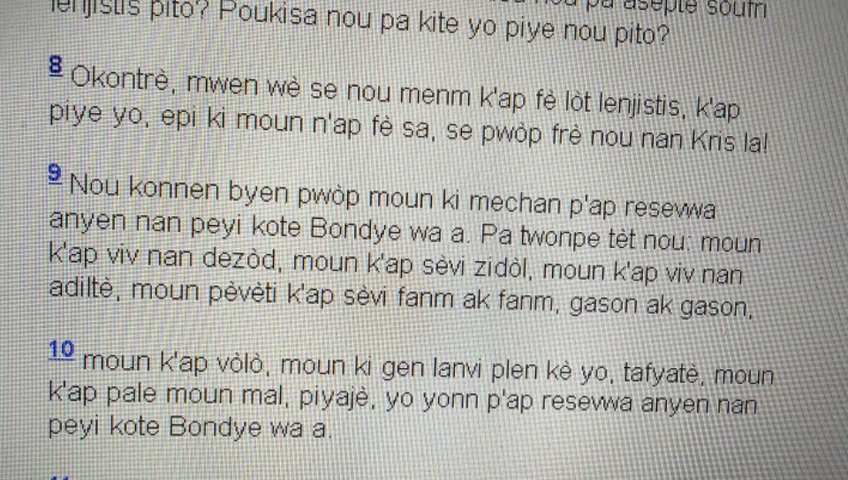 lenjistis pito? Poukisa nou pa kite yo piye nou pito?
8 Okontrè, mwen wè se nou menm k'ap fè lòt lenjistis, k'ap
piye yo, epi ki moun n'ap fè sa, se pwòp frè nou nan Kris la!
9 Nou konnen byen pwòp moun ki mechan p'ap resevwa
anyen nan peyi kote Bondye wa a. Pa twonpe tèt nou: moun
k'ap viv nan dezòd, moun k'ap sèvi zidòl, moun k'ap viv nan
adiltè, moun pèvèti k'ap sèvi fanm ak fanm, gason ak gason,
10 moun k'ap vòlò, moun ki gen lanvi plen kè yo, tafyatè, moun
k'ap pale moun mal, piyajè, yo yonn p'ap resevwa anyen nan
peyi kote Bondye wa a.